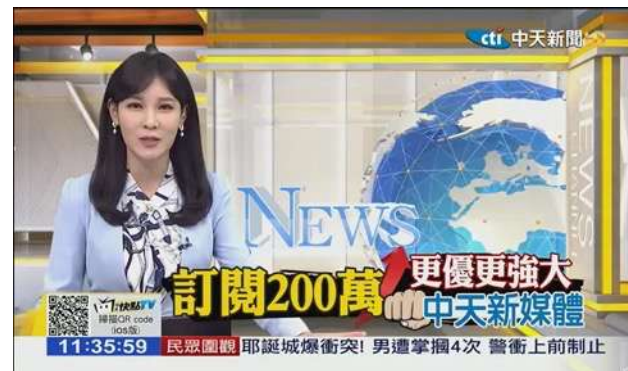 cti 中天新聞
NEWS
NEWS
訂閱200萬
更優更強大
中天新媒體
快點TV
掃描QR code
(iOS版)
11:35:59 民眾圍觀 耶誕城爆衝突! 男遭掌摑4次 警衝上前制止